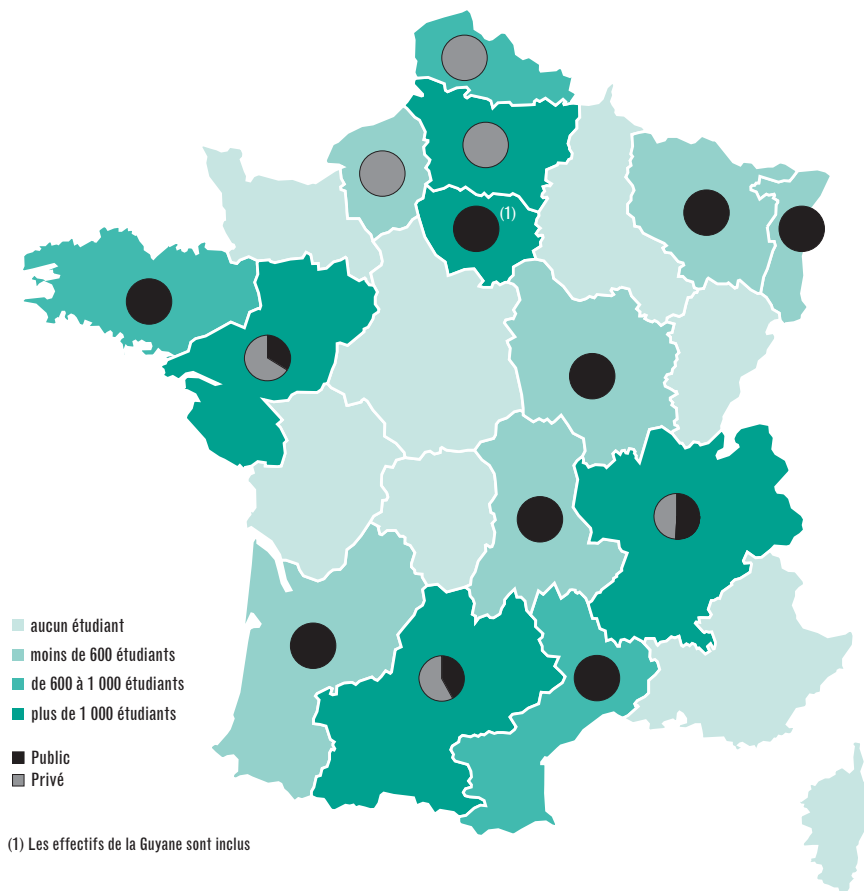 (1)
aucun étudiant
moins de 600 étudiants
de 600 à 1 000 étudiants
plus de 1 000 étudiants
Public
Privé
(1) Les effectifs de la Guyane sont inclus